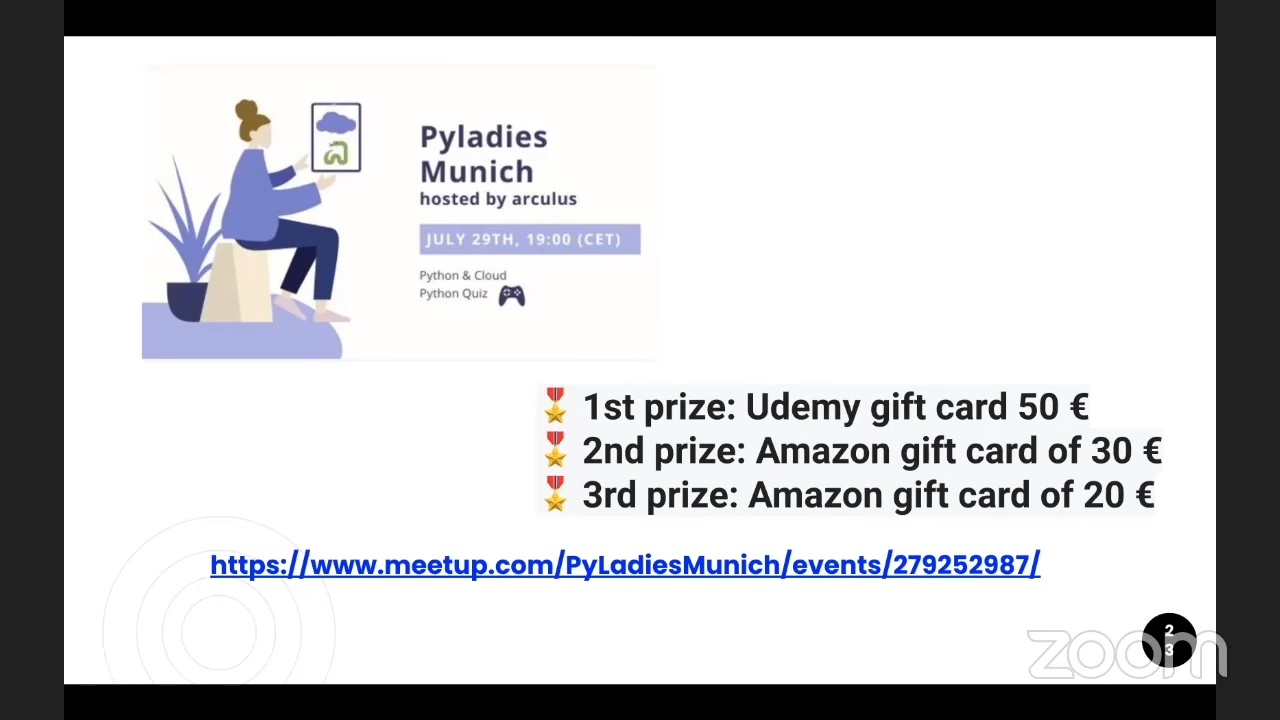 Pyladies
Munich
hosted by arculus
JULY 29TH, 19:00 (CET)
Python & Cloud
Python Quiz
🎖️ 1st prize: Udemy gift card 50 €
🎖️ 2nd prize: Amazon gift card of 30 €
🎖️ 3rd prize: Amazon gift card of 20 €
https://www.meetup.com/PyLadiesMunich/events/279252987/
2
3
zoom